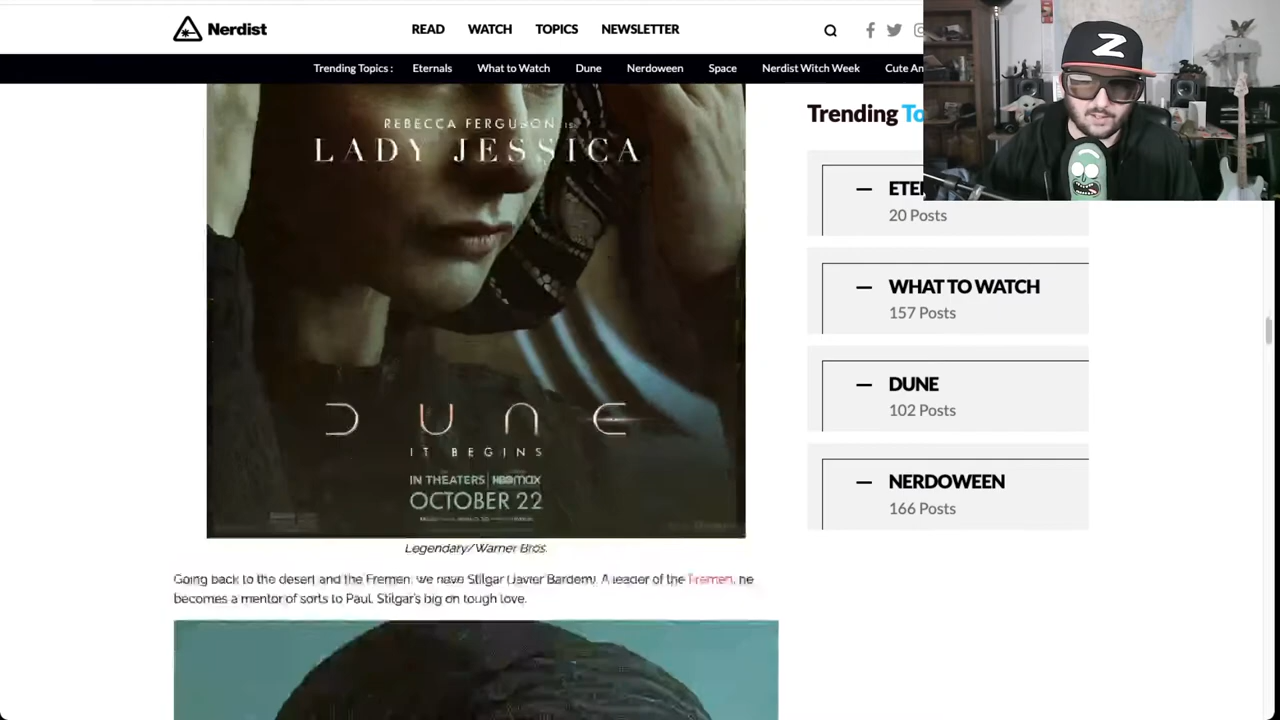 Nerdist
READ
WATCH
TOPICS
NEWSLETTER
Trending Topics :
Eternals
What to Watch
Dune
Nerdoween
Space
Nerdist Witch Week
Cute An
REBECCA FERGUSON IS
LADY JESSICA
DUNE
IT BEGINS
IN THEATERS | HBOMAX
OCTOBER 22
Legendary/Warner Bros.
Going back to the desert and the Fremen, we have Stilgar (Javier Bardem). A leader of the Fremen, he
becomes a mentor of sorts to Paul. Stilgar's big on tough love.
Trending To
ETE
20 Posts
WHAT TO WATCH
157 Posts
DUNE
102 Posts
NERDOWEEN
166 Posts
Z